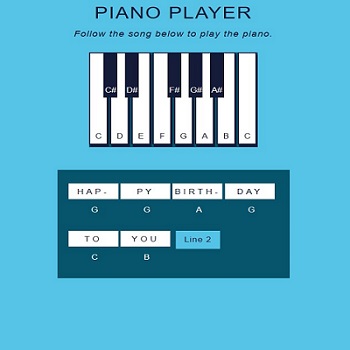 PIANO PLAYER
Follow the song below to play the piano.
C# D# F# G# A#
C D E F G A B C
HAP- PY BIRTH- DAY
G G A G
TO YOU Line 2
C B